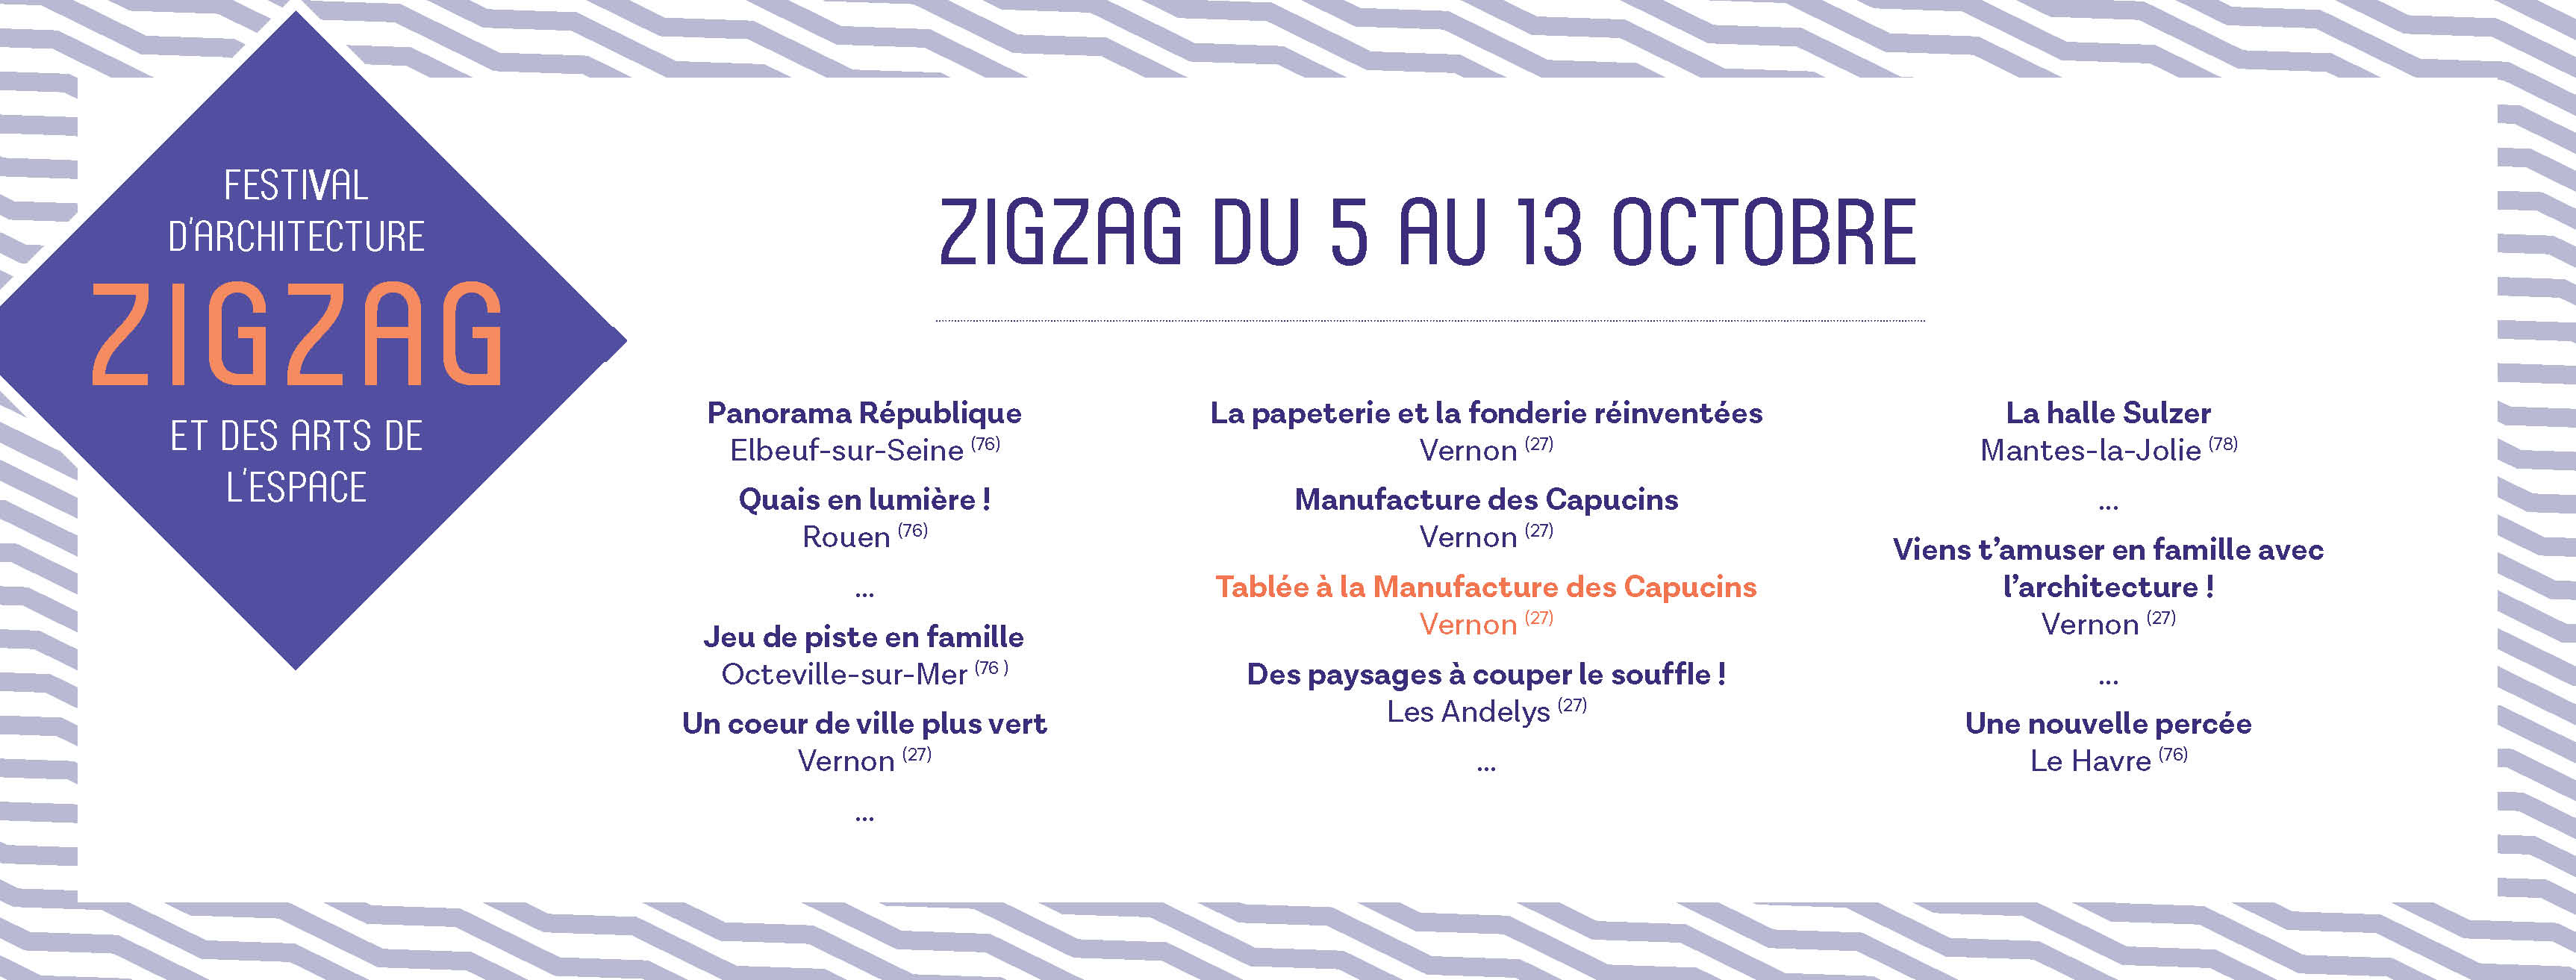 FESTIVAL
D'ARCHITECTURE
ZIGZAG
ET DES ARTS DE
L'ESPACE
ZIGZAG DU 5 AU 13 OCTOBRE
Panorama République
Elbeuf-sur-Seine (76)
Quais en lumière !
Rouen (76)
...
Jeu de piste en famille
Octeville-sur-Mer (76 )
Un coeur de ville plus vert
Vernon (27)
...
La papeterie et la fonderie réinventées
Vernon (27)
Manufacture des Capucins
Vernon (27)
Tablée à la Manufacture des Capucins
Vernon (27)
Des paysages à couper le souffle !
Les Andelys (27)
...
La halle Sulzer
Mantes-la-Jolie (78)
...
Viens t’amuser en famille avec
l’architecture !
Vernon (27)
...
Une nouvelle percée
Le Havre (76)